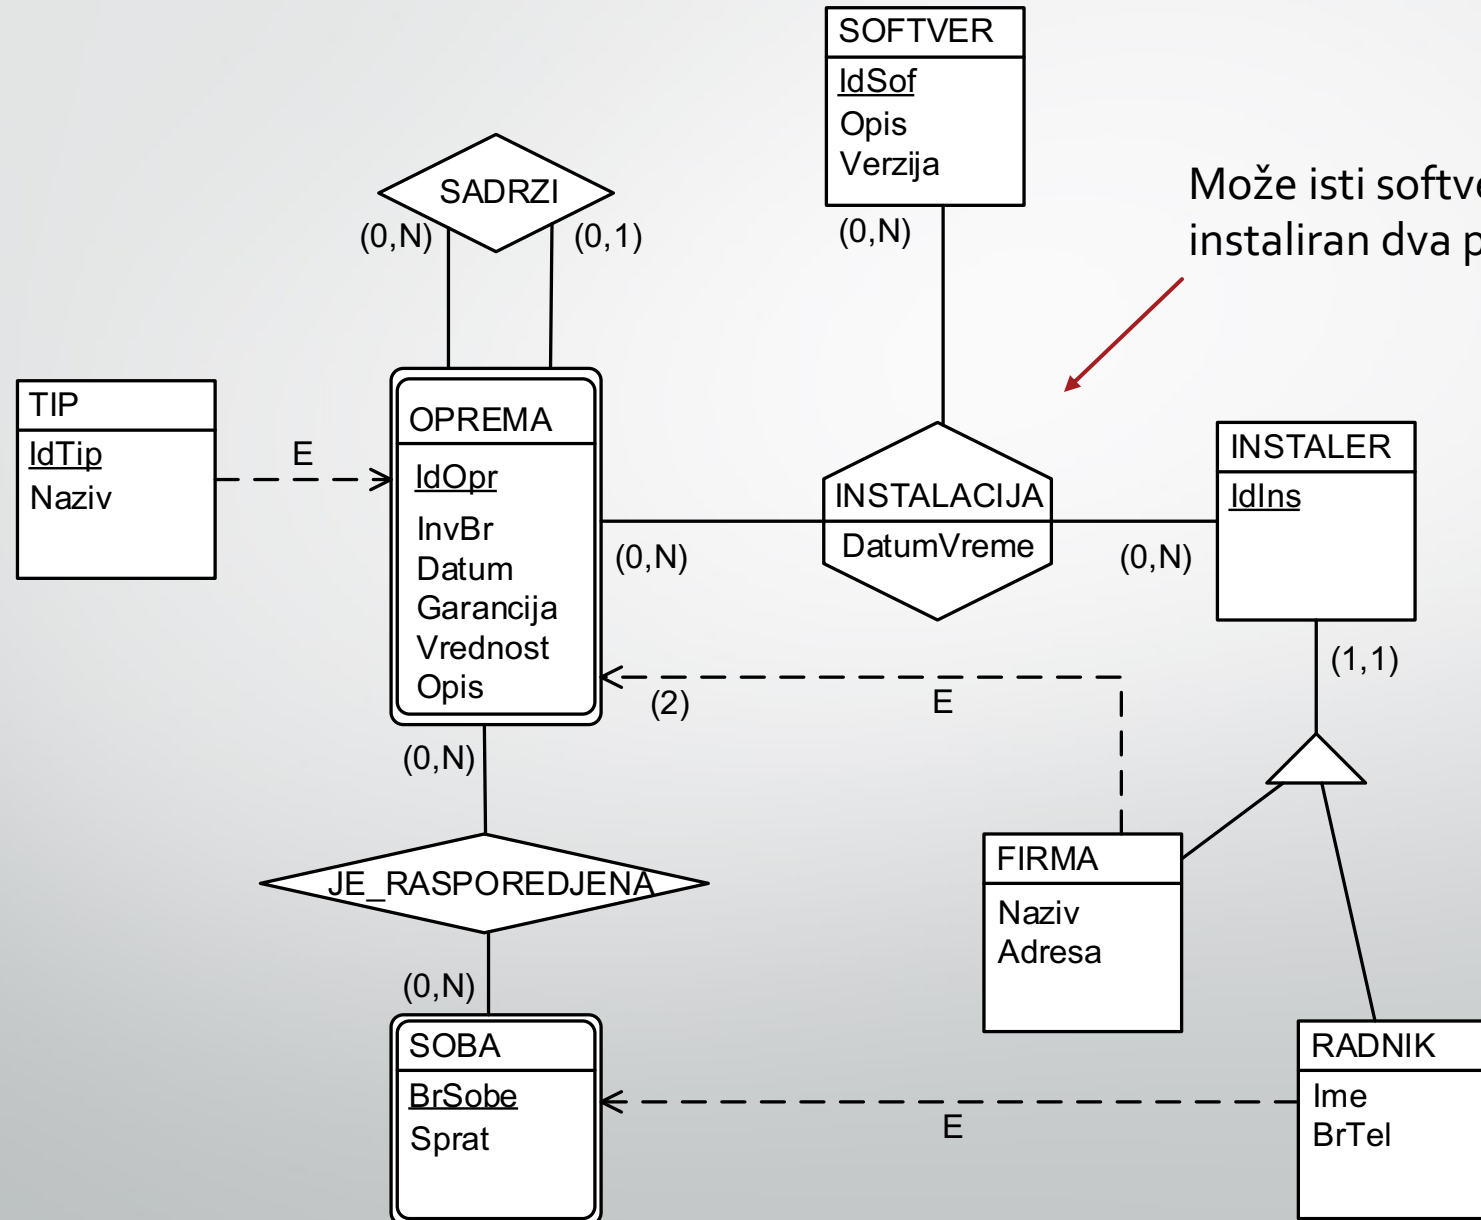 SOFTVER
IdSof
Opis
Verzija
(0,N)
Može isti
instaliran dva
SADRZI
(0,N)
(0,1)
TIP
IdTip
Naziv
E
OPREMA
IdOpr
InvBr
Datum
Garancija
Vrednost
Opis
(0,N)
INSTALACIJA
DatumVreme
(0,N)
INSTALER
IdIns
(1,1)
(2)
E
(0,N)
JE_RASPOREDJENA
(0,N)
FIRMA
Naziv
Adresa
SOBA
BrSobe
Sprat
E
RADNIK
Ime
BrTel